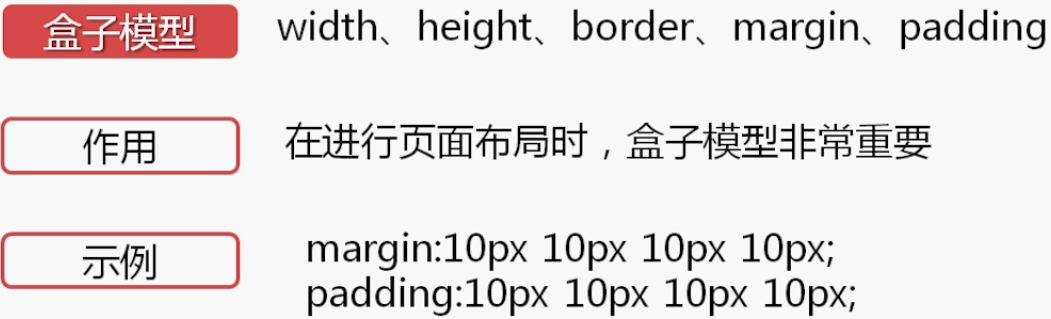 盒子模型 width、height、border、margin、padding
作用 在进行页面布局时，盒子模型非常重要
示例 margin:10px 10px 10px 10px;
padding:10px 10px 10px 10px;